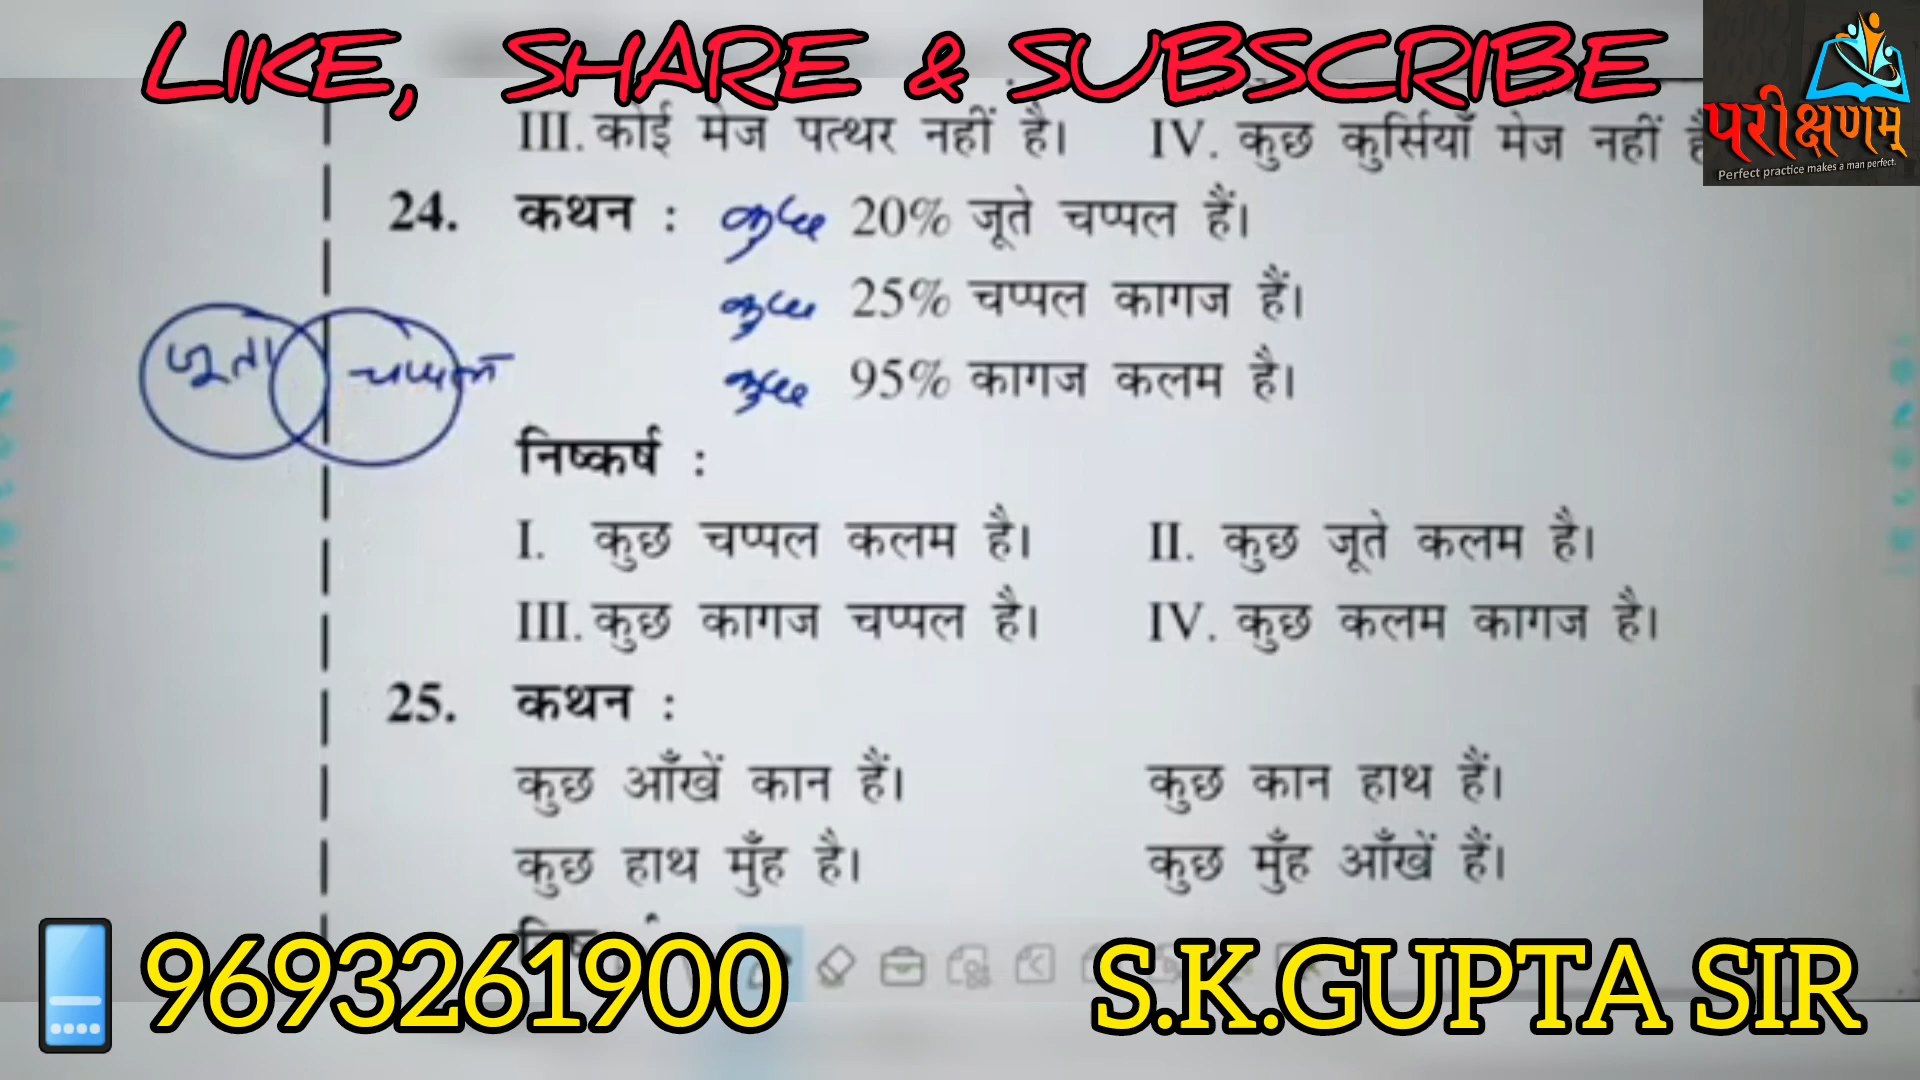 LIKE, SHARE & SUBSCRIBE
परीक्षणम्
Perfect practice makes a man perfect.
III. कोई मेज पत्थर नहीं है। IV. कुछ कुर्सियाँ मेज नहीं
24. कथन : कुछ 20% जूते चप्पल हैं।
कुछ 25% चप्पल कागज हैं।
कुछ 95% कागज कलम है।
जूता चप्पल
निष्कर्ष :
I. कुछ चप्पल कलम है। II. कुछ जूते कलम है।
III. कुछ कागज चप्पल है। IV. कुछ कलम कागज है।
25. कथन :
कुछ आँखें कान हैं। कुछ कान हाथ हैं।
कुछ हाथ मुँह है। कुछ मुँह आँखें हैं।
9693261900 S.K.GUPTA SIR